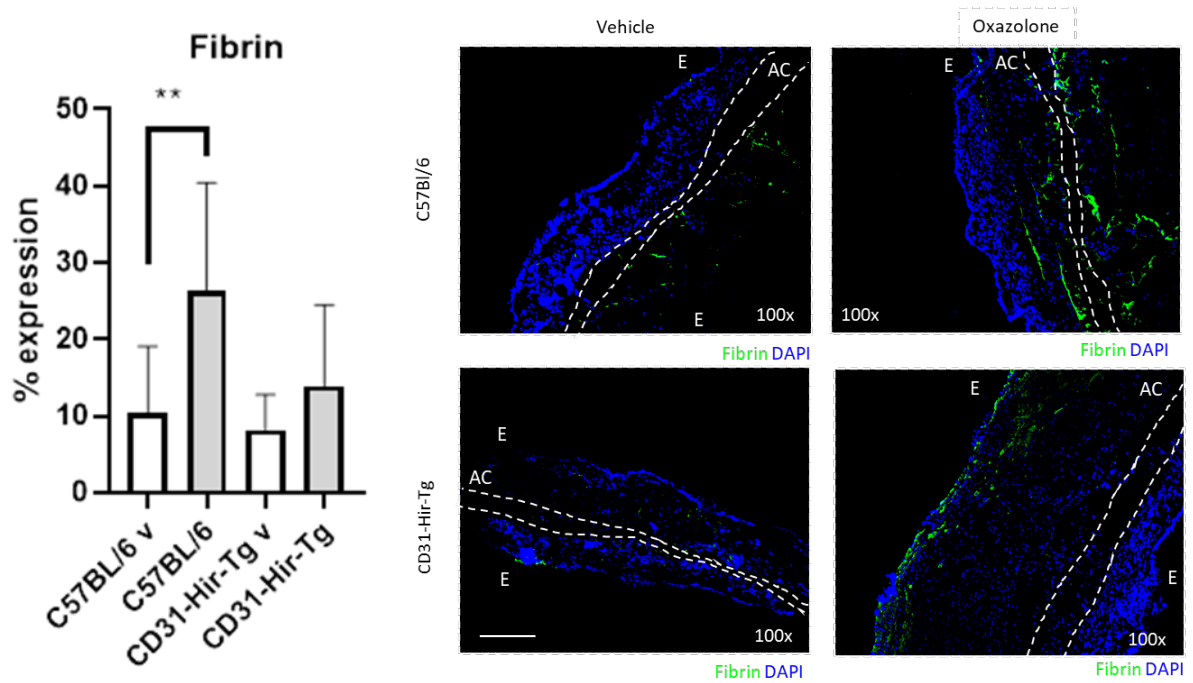 Fibrin
**
% expression
50
40
30
20
10
0
C57BL/6 v
C57BL/6
CD31-Hir-Tg v
CD31-Hir-Tg
Vehicle
Oxazolone
C57Bl/6
E
AC
E
100x
Fibrin DAPI
E
AC
100x
Fibrin DAPI
CD31-Hir-Tg
E
AC
E
100x
Fibrin DAPI
E
AC
E
100x
Fibrin DAPI